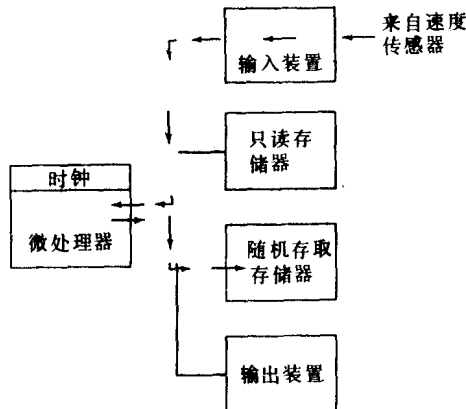 来自速度
传感器
输入装置
只读存
储器
时钟
微处理器
随机存取
存储器
输出装置